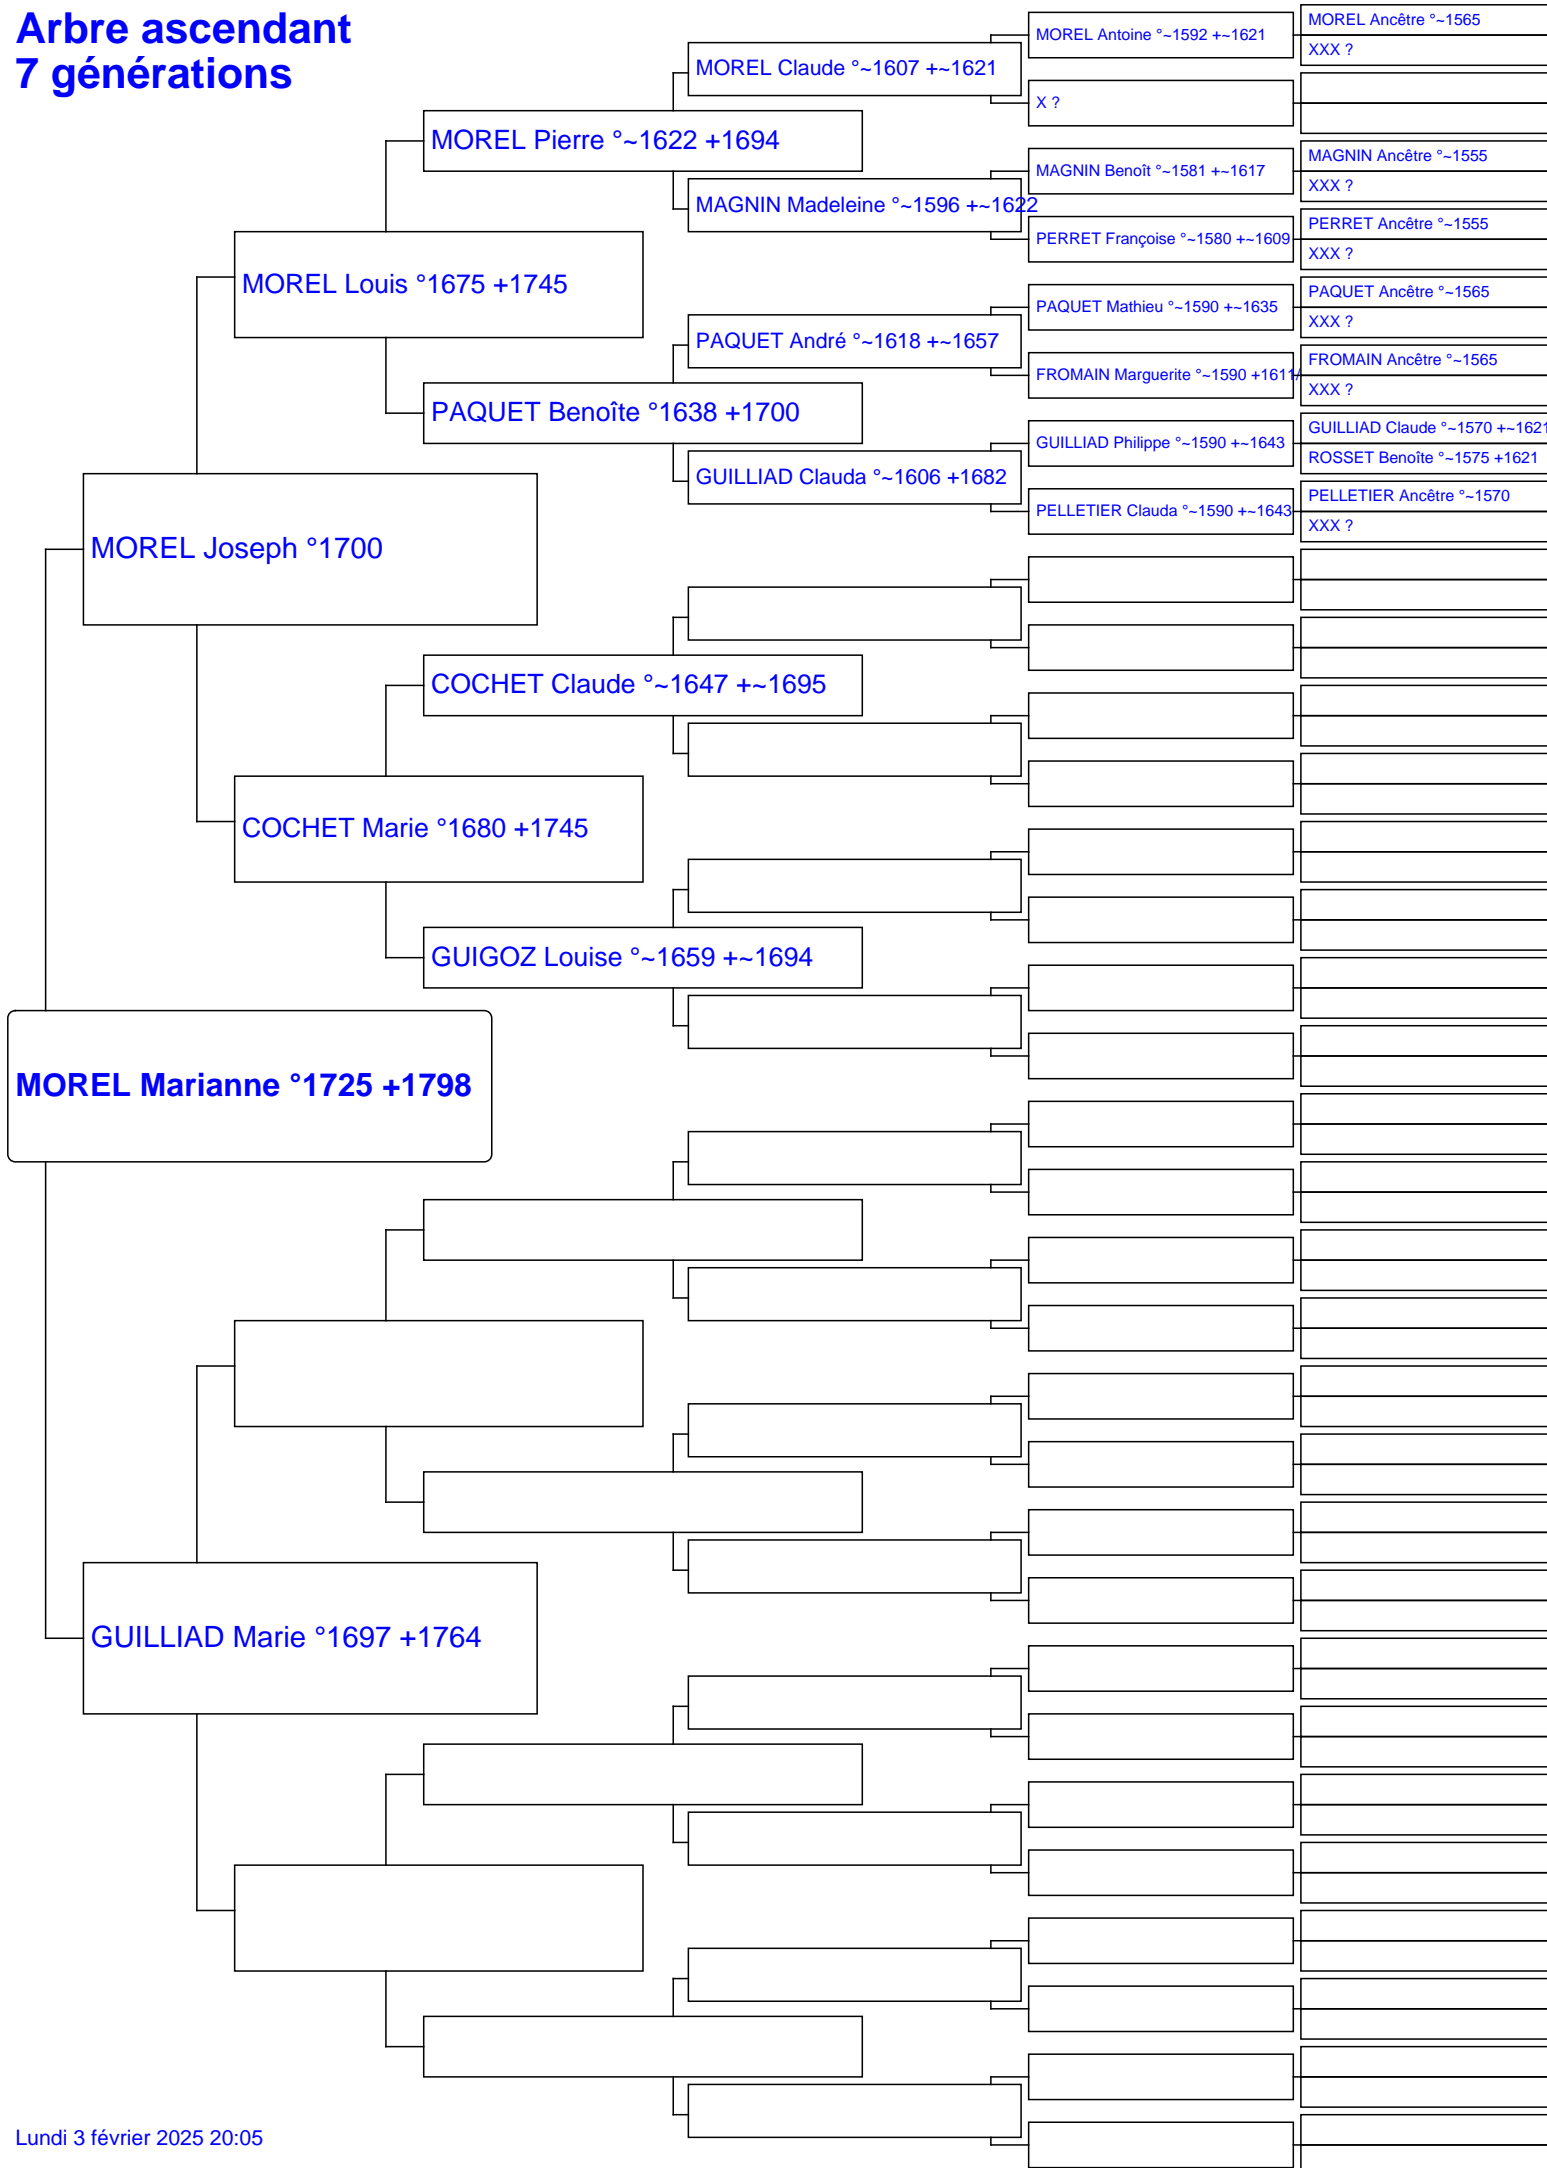 Arbre ascendant
7 générations
MOREL Antoine °~1592 +~1621
MOREL Ancêtre °~1565
XXX ?
MOREL Claude °~1607 +~1621
X ?
MOREL Pierre °~1622 +1694
MAGNIN Benoît °~1581 +~1617
MAGNIN Ancêtre °~1555
XXX ?
MAGNIN Madeleine °~1596 +~1622
PERRET Françoise °~1580 +~1609
PERRET Ancêtre °~1555
XXX ?
MOREL Louis °1675 +1745
PAQUET Mathieu °~1590 +~1635
PAQUET Ancêtre °~1565
XXX ?
PAQUET André °~1618 +~1657
FROMAIN Marguerite °~1590 +1611/
FROMAIN Ancêtre °~1565
XXX ?
PAQUET Benoîte °1638 +1700
GUILLIAD Philippe °~1590 +~1643
GUILLIAD Claude °~1570 +~1621
ROSSET Benoîte °~1575 +1621
GUILLIAD Clauda °~1606 +1682
PELLETIER Clauda °~1590 +~1643
PELLETIER Ancêtre °~1570
XXX ?
MOREL Joseph °1700
COCHET Claude °~1647 +~1695
COCHET Marie °1680 +1745
GUIGOZ Louise °~1659 +~1694
MOREL Marianne °1725 +1798
GUILLIAD Marie °1697 +1764
Lundi 3 février 2025 20:05